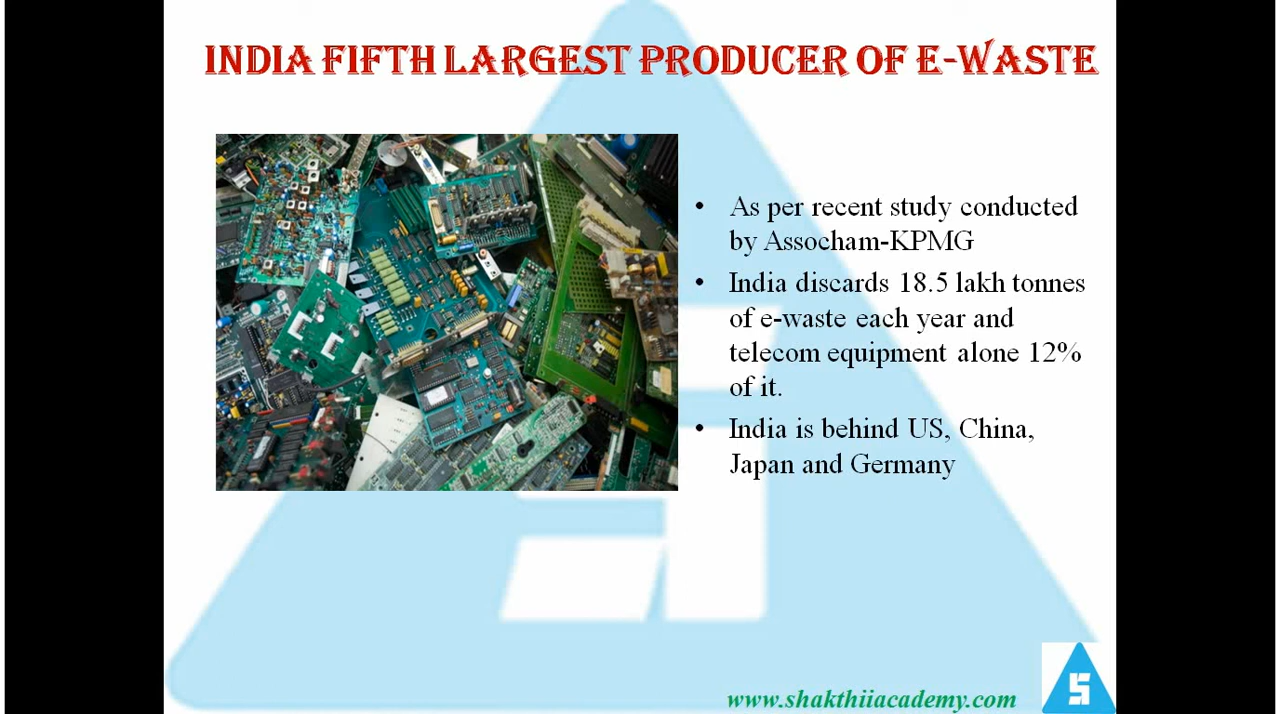 INDIA FIFTH LARGEST PRODUCER OF E-WASTE
• As per recent study conducted
by Assocham-KPMG
• India discards 18.5 lakh tonnes
of e-waste each year and
telecom equipment alone 12%
of it.
• India is behind US, China,
Japan and Germany
www.shakthiiacademy.com
S